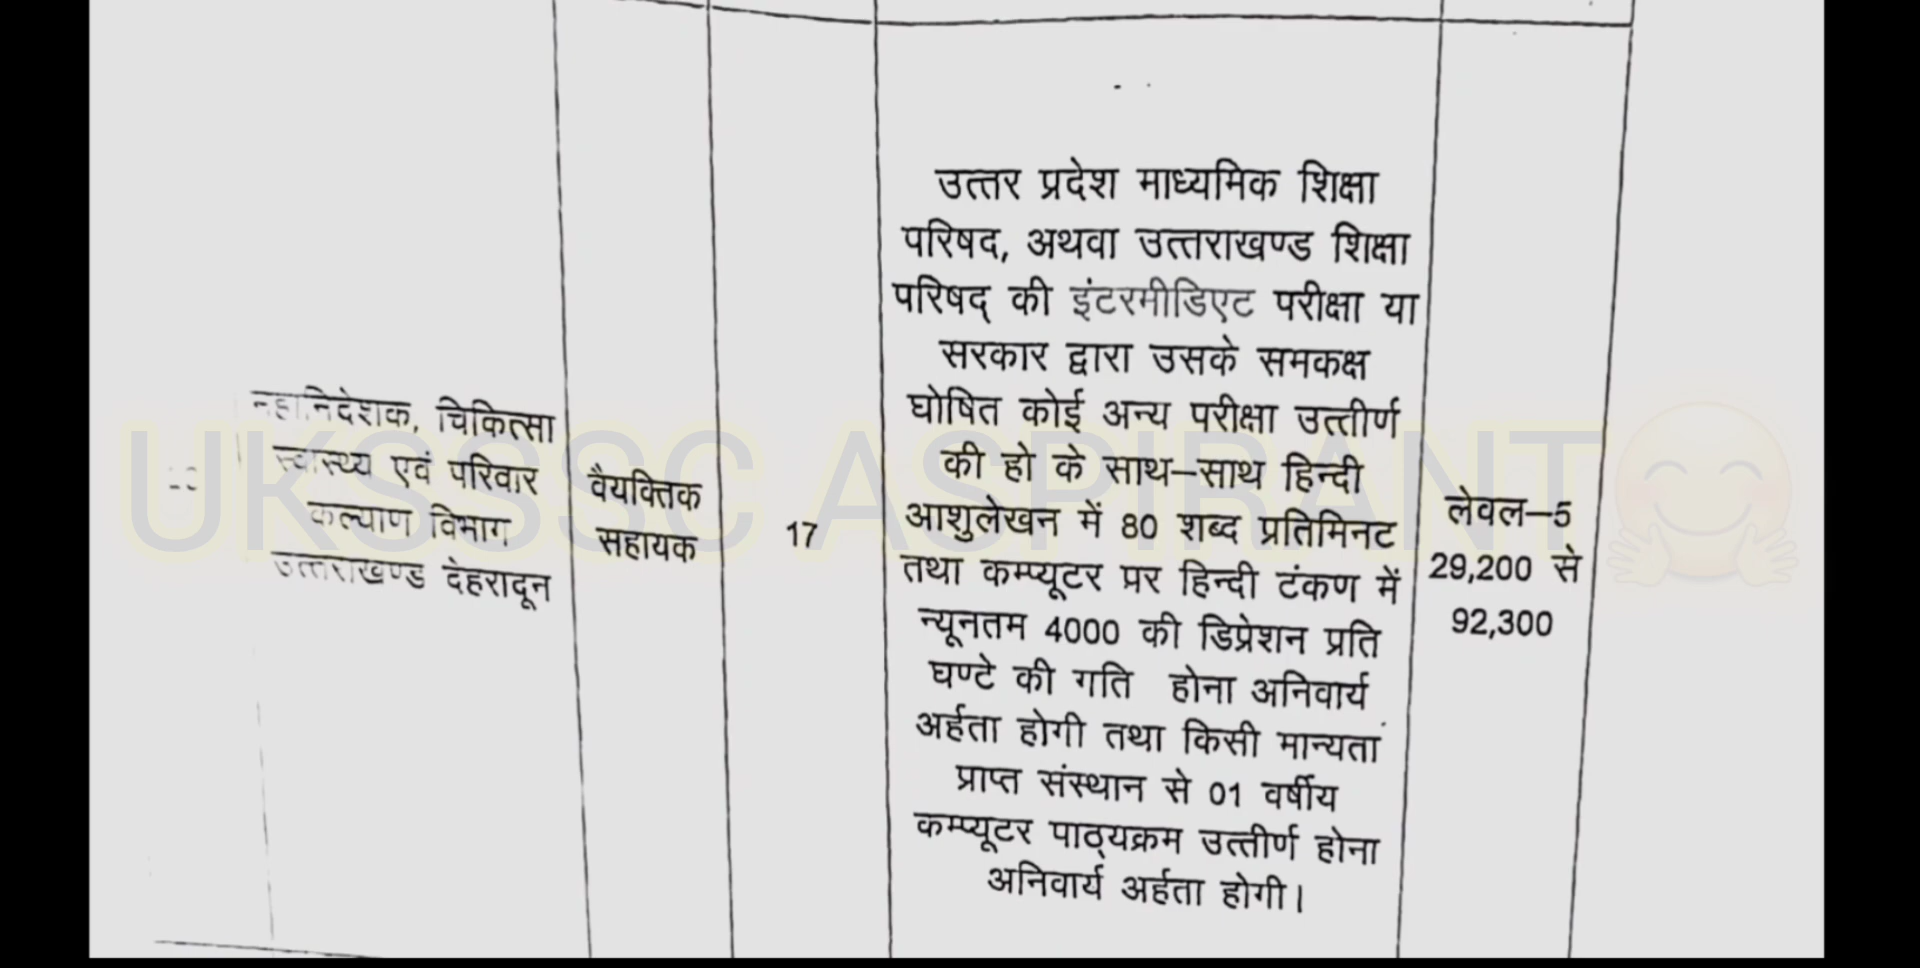 महानिदेशक, चिकित्सा
स्वास्थ्य एवं परिवार
कल्याण विभाग
उत्तराखण्ड देहरादून
वैयक्तिक
सहायक
17
उत्तर प्रदेश माध्यमिक शिक्षा
परिषद, अथवा उत्तराखण्ड शिक्षा
परिषद् की इंटरमीडिएट परीक्षा या
सरकार द्वारा उसके समकक्ष
घोषित कोई अन्य परीक्षा उत्तीर्ण
की हो के साथ–साथ हिन्दी
आशुलेखन में 80 शब्द प्रतिमिनट
तथा कम्प्यूटर पर हिन्दी टंकण में
न्यूनतम 4000 की डिप्रेशन प्रति
घण्टे की गति होना अनिवार्य
अर्हता होगी तथा किसी मान्यता
प्राप्त संस्थान से 01 वर्षीय
कम्प्यूटर पाठ्यक्रम उत्तीर्ण होना
अनिवार्य अर्हता होगी।
लेवल–5
29,200 से
92,300
UKSSSC ASPIRANT